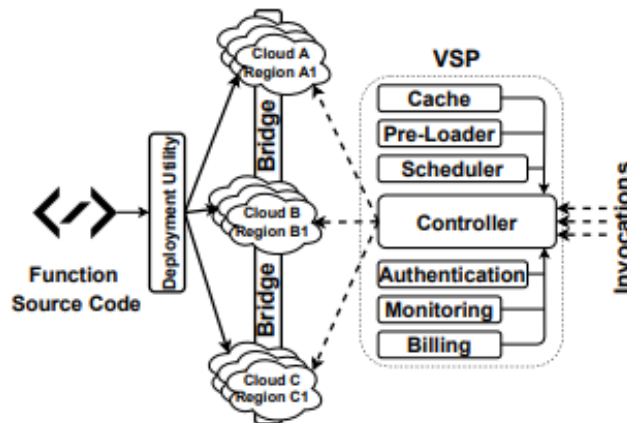 Function
Source Code
Deployment Utility
Cloud A
Region A1
Bridge
Cloud B
Region B1
Bridge
Cloud C
Region C1
VSP
Cache
Pre-Loader
Scheduler
Controller
Authentication
Monitoring
Billing
Invocations